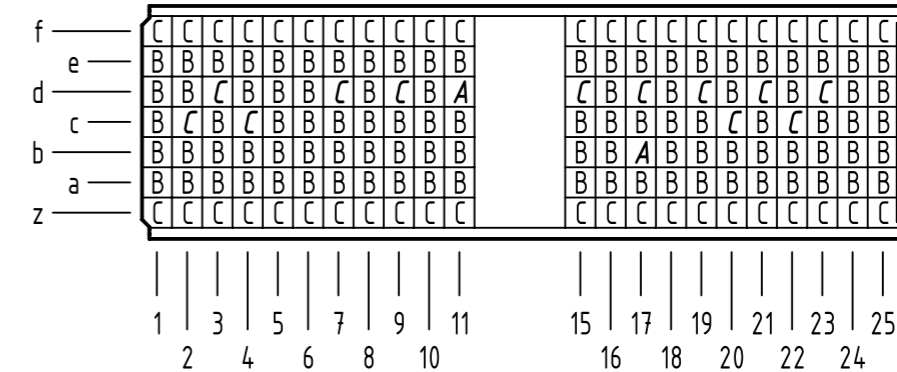 f C C C C C C C C C C C C C C C C C C C C C C
e B B B B B B B B B B B B B B B B B B B B B B
d B B C B B B C B C B A C B C B C B C B C B B
c B C B C B B B B B B B B B B B B C B C B B B
b B B B B B B B B B B B B B A B B B B B B B B
a B B B B B B B B B B B B B B B B B B B B B B
z C C C C C C C C C C C C C C C C C C C C C C
1 3 5 7 9 11 15 17 19 21 23 25
2 4 6 8 10 16 18 20 22 24